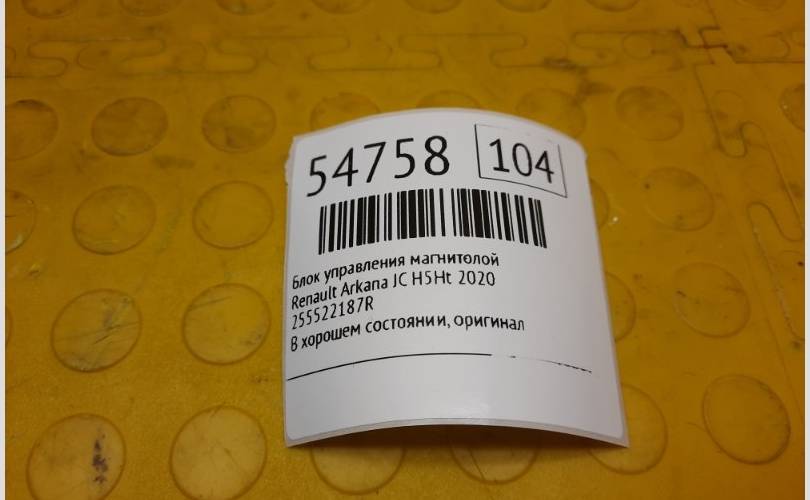 54758 104
Блок управления магнитолой
Renault Arkana JC H5Ht 2020
255522187R
В хорошем состоянии, оригинал